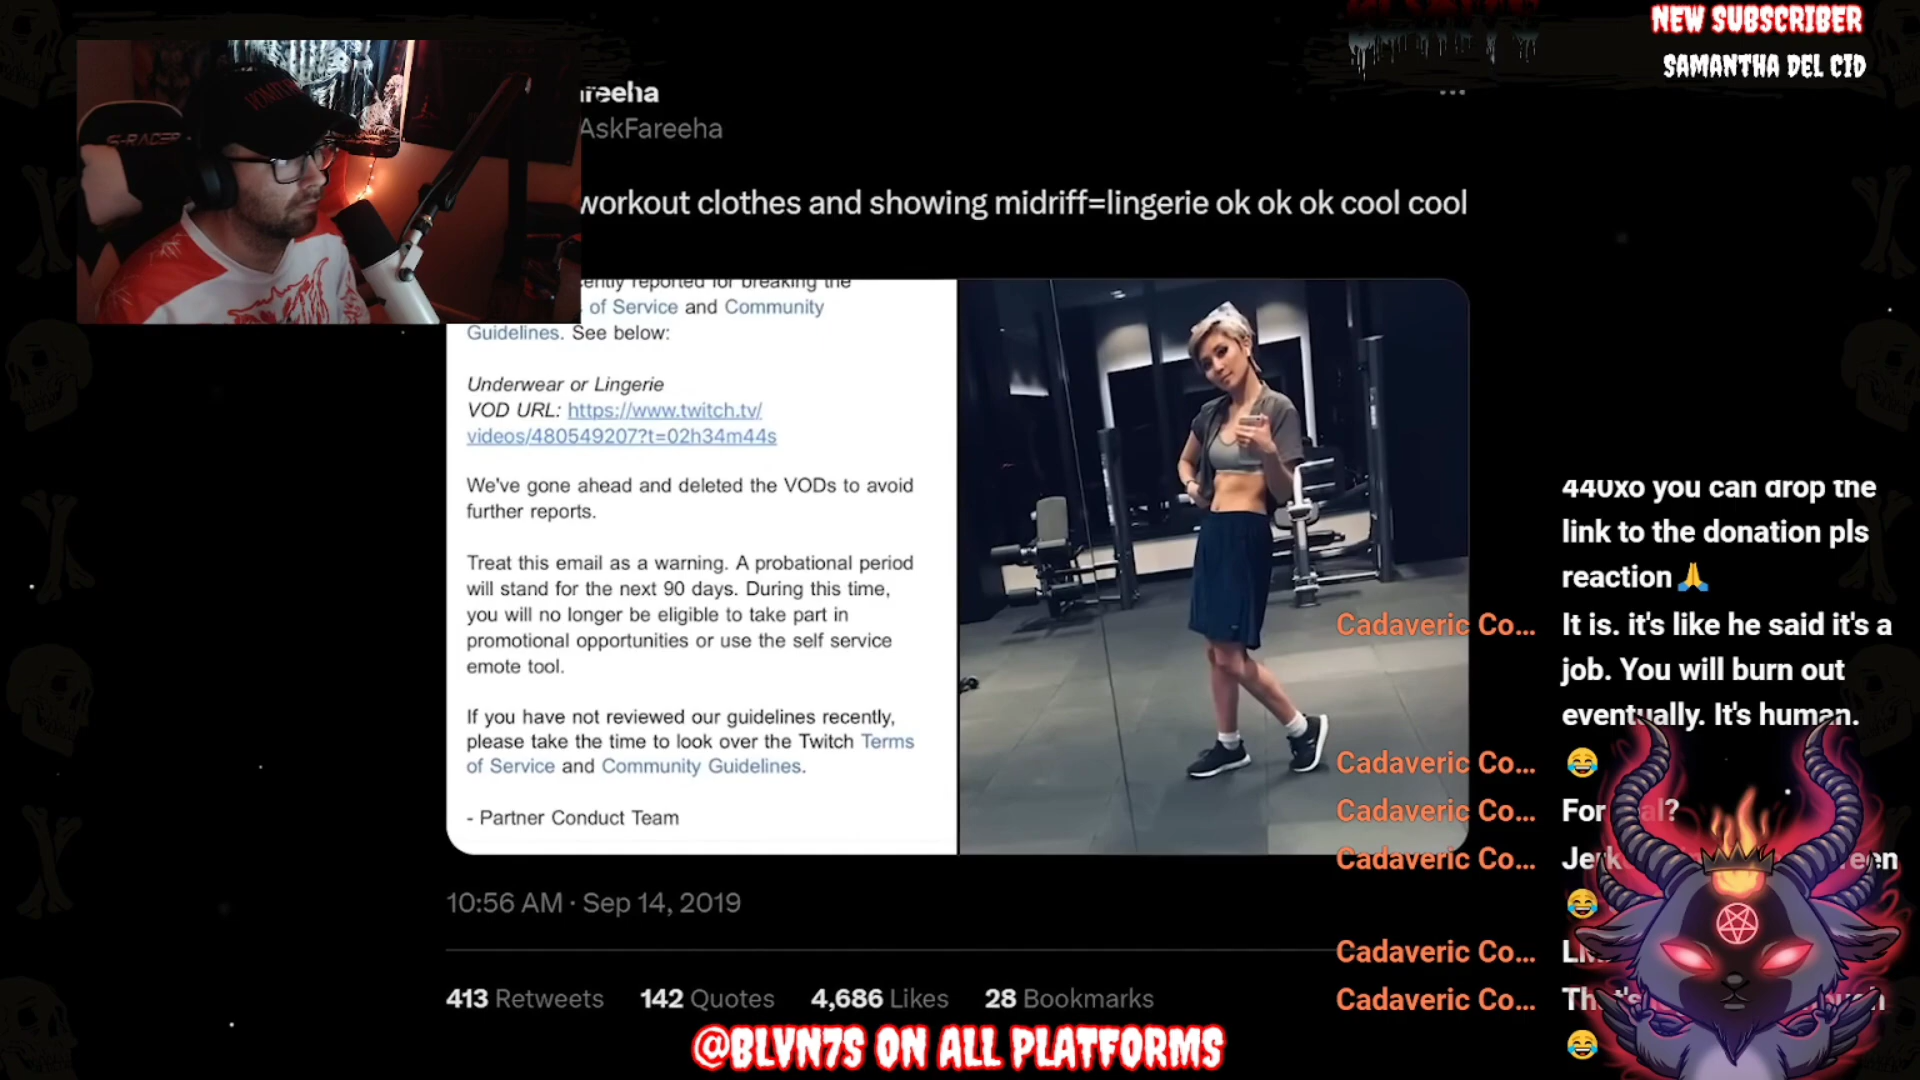 NEW SUBSCRIBER
SAMANTHA DEL CID
S-RACER
reeha
AskFareeha
workout clothes and showing midriff=lingerie ok ok ok cool cool
reported for breaking the
of Service and Community
Guidelines. See below:
Underwear or Lingerie
VOD URL: https://www.twitch.tv/
videos/480549207?t=02h34m44s
We've gone ahead and deleted the VODs to avoid
further reports.
Treat this email as a warning. A probational period
will stand for the next 90 days. During this time,
you will no longer be eligible to take part in
promotional opportunities or use the self service
emote tool.
If you have not reviewed our guidelines recently,
please take the time to look over the Twitch Terms
of Service and Community Guidelines.
- Partner Conduct Team
10:56 AM · Sep 14, 2019
413 Retweets 142 Quotes 4,686 Likes 28 Bookmarks
440xo you can drop the
link to the donation pls
reaction🙏
Cadaveric Co... It is. it's like he said it's a
job. You will burn out
eventually. It's human.
Cadaveric Co... 😂
Cadaveric Co... For
Cadaveric Co...
😂
Cadaveric Co...
Cadaveric Co...
😂
@BLVN7S ON ALL PLATFORMS